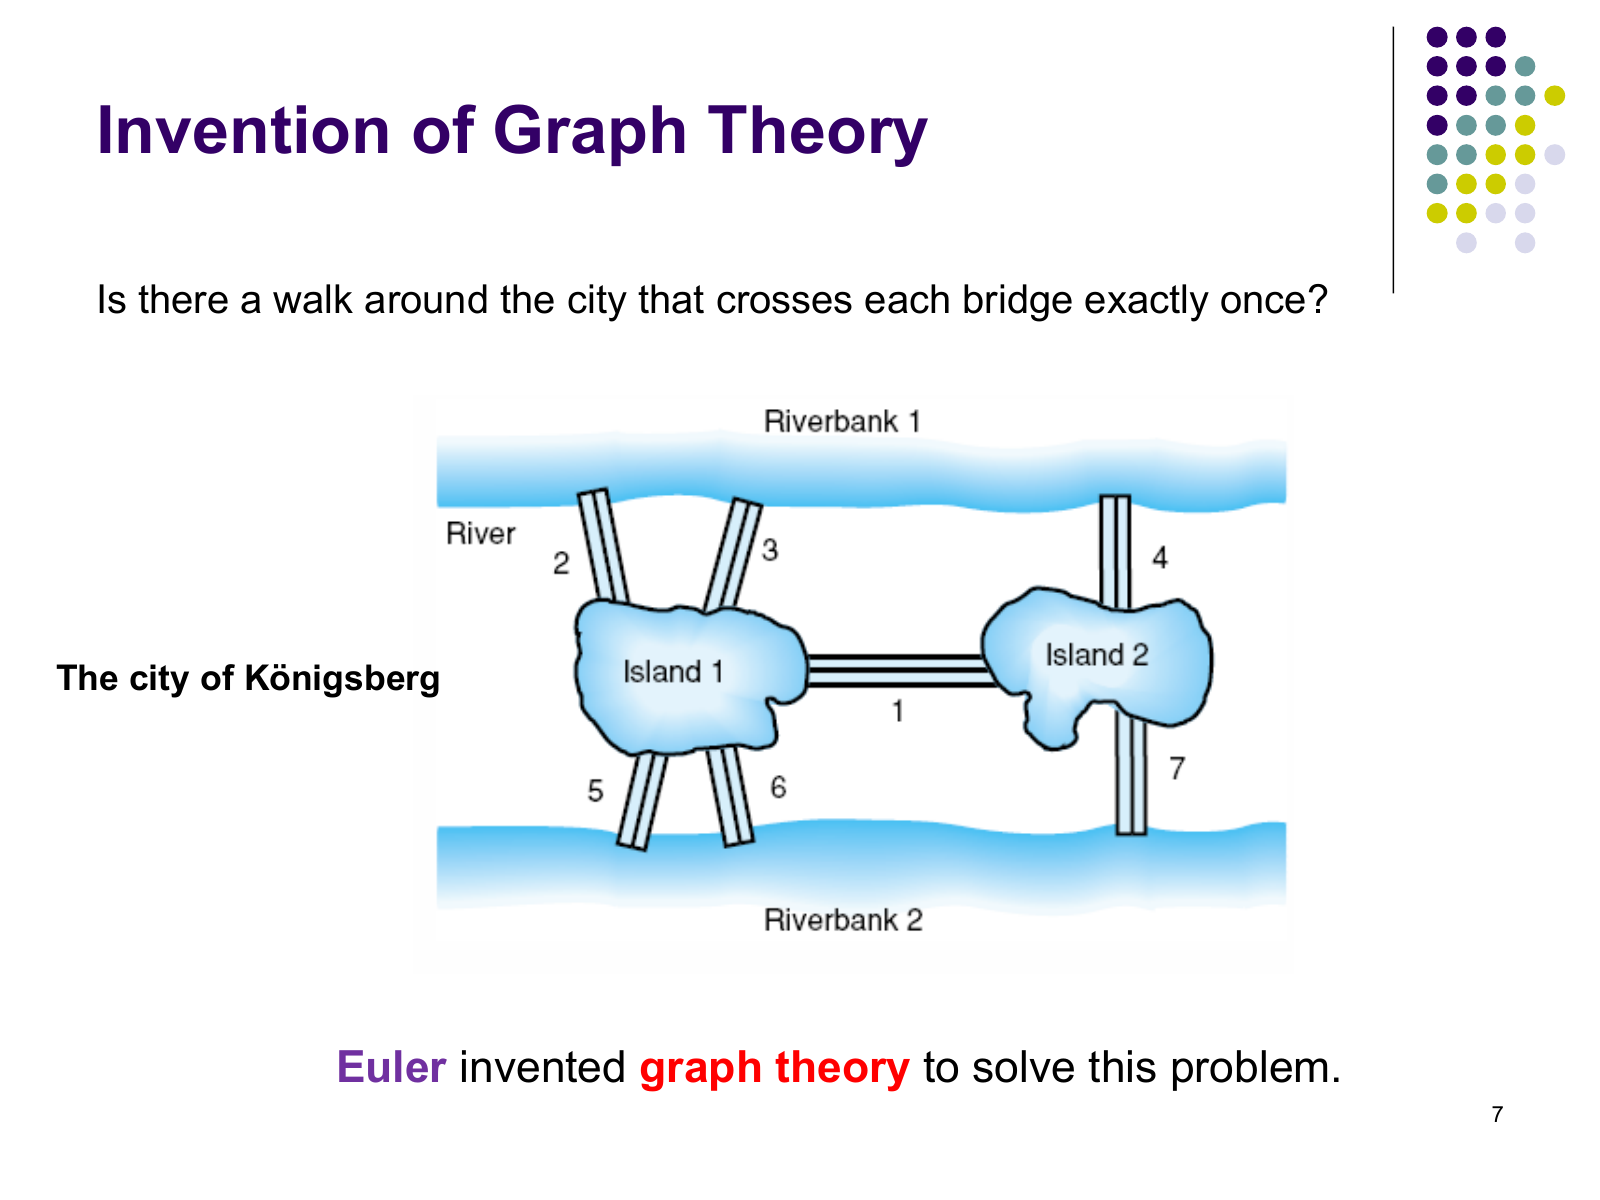 Invention of Graph Theory
Is there a walk around the city that crosses each bridge exactly once?
Riverbank 1
River
2
3
4
The city of Königsberg
Island 1
Island 2
1
5
6
7
Riverbank 2
Euler invented graph theory to solve this problem.
7